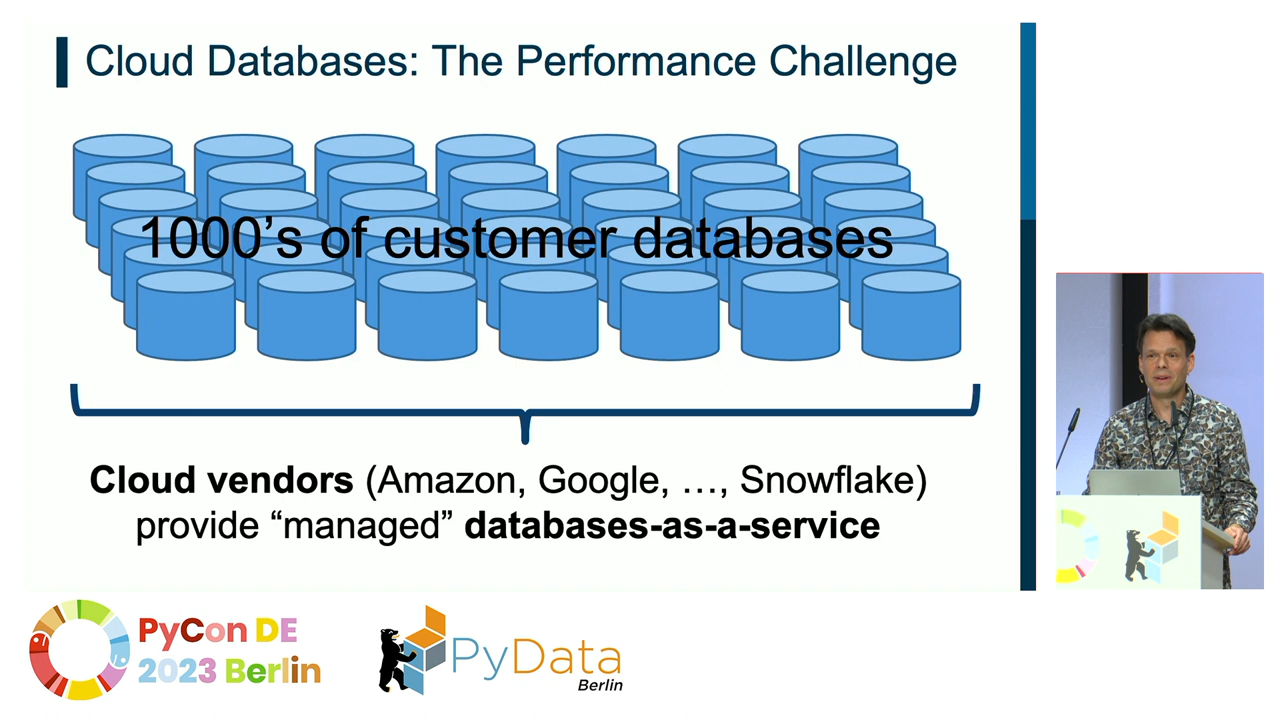 Cloud Databases: The Performance Challenge
1000’s of customer databases
Cloud vendors (Amazon, Google, …, Snowflake)
provide “managed” databases-as-a-service
PyCon DE
2023 Berlin
PyData
Berlin